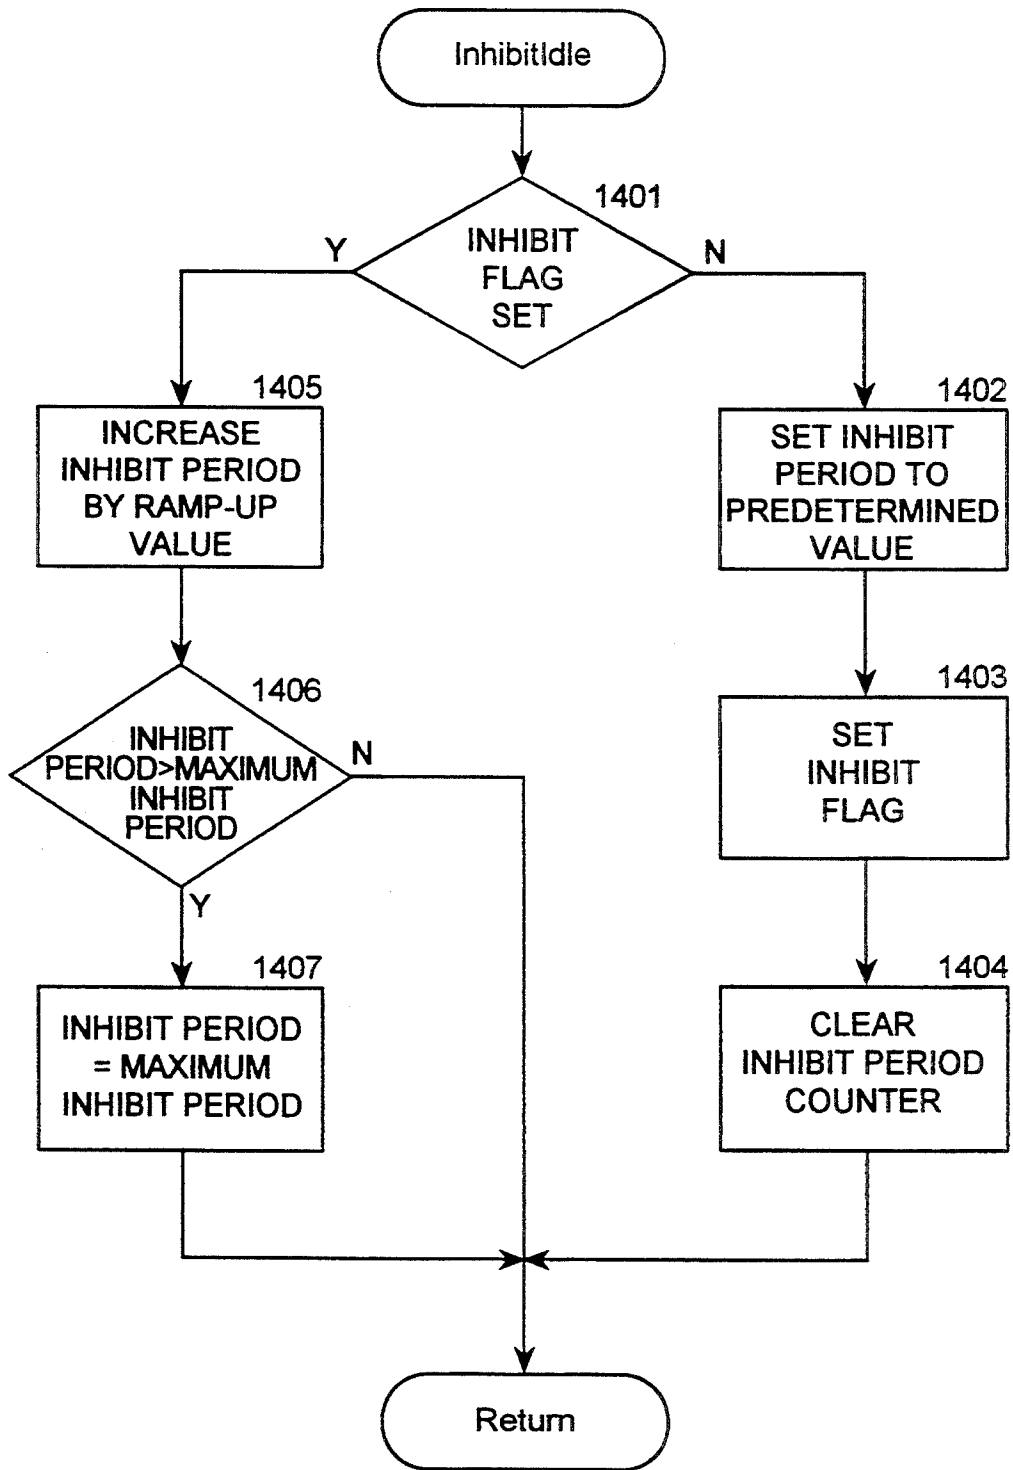 InhibitIdle
1401
INHIBIT
FLAG
SET
Y
N
1405
INCREASE
INHIBIT PERIOD
BY RAMP-UP
VALUE
1402
SET INHIBIT
PERIOD TO
PREDETERMINED
VALUE
1406
INHIBIT
PERIOD>MAXIMUM
INHIBIT
PERIOD
N
Y
1403
SET
INHIBIT
FLAG
1407
INHIBIT PERIOD
= MAXIMUM
INHIBIT PERIOD
1404
CLEAR
INHIBIT PERIOD
COUNTER
Return